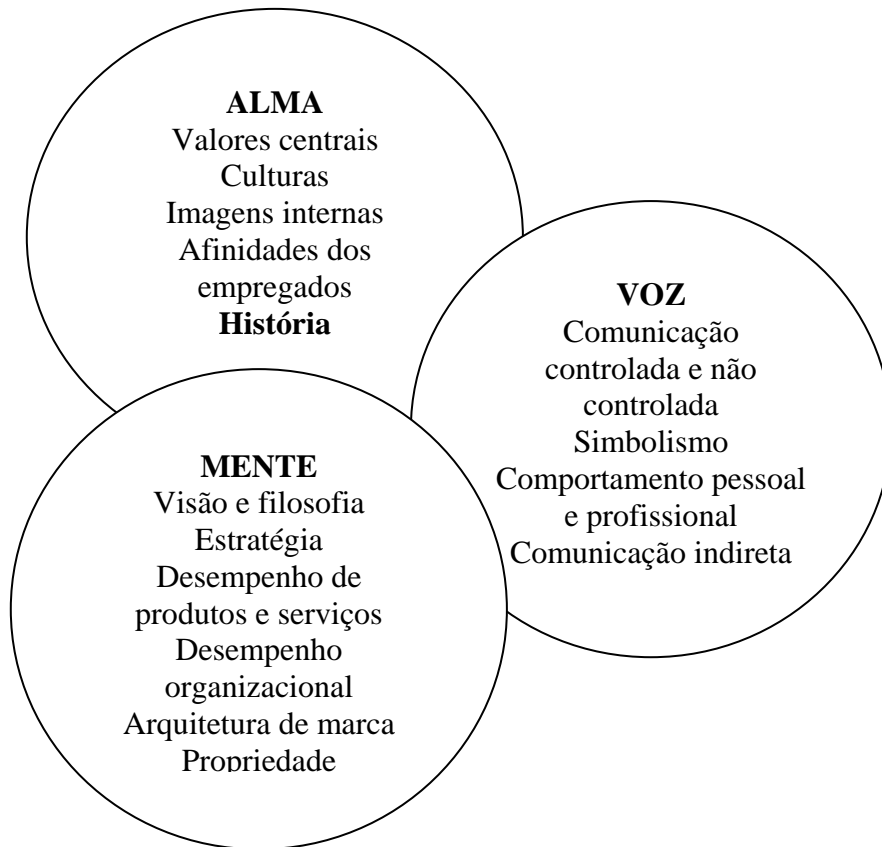 ALMA
Valores centrais
Culturas
Imagens internas
Afinidades dos
empregados
História
VOZ
Comunicação
controlada e não
controlada
Simbolismo
Comportamento pessoal
e profissional
Comunicação indireta
MENTE
Visão e filosofia
Estratégia
Desempenho de
produtos e serviços
Desempenho
organizacional
Arquitetura de marca
Propriedade